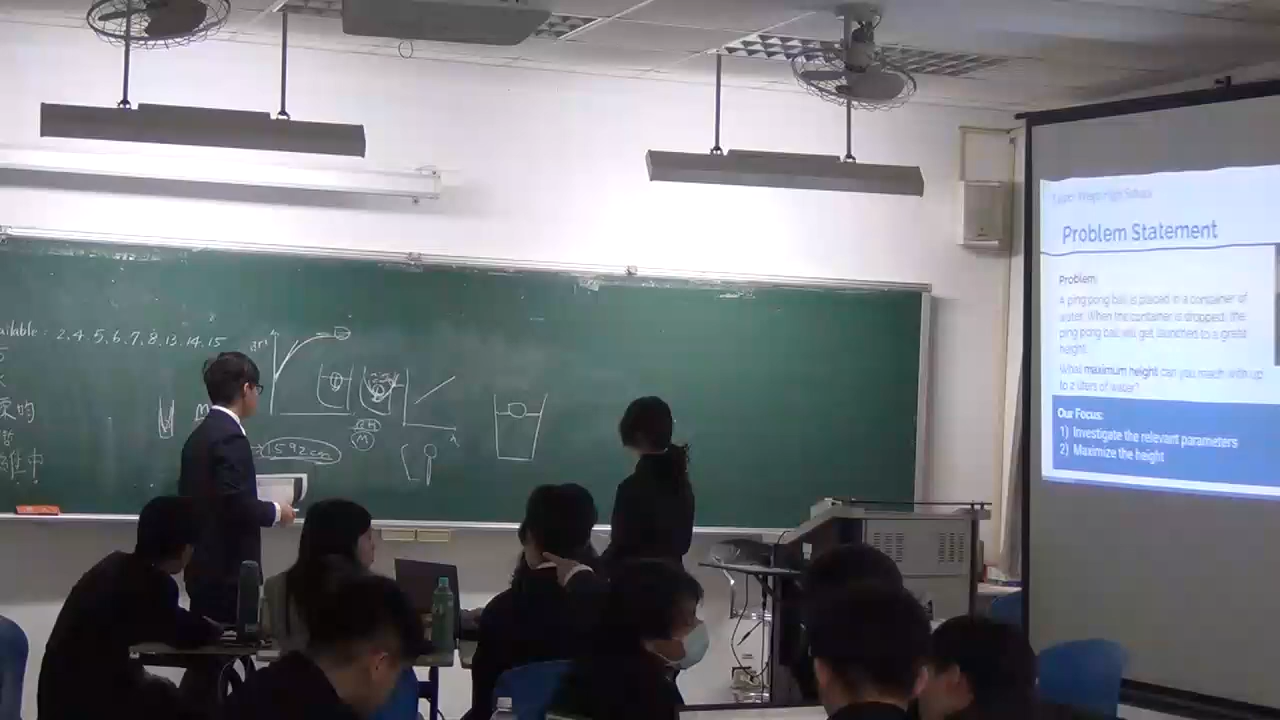 ailable : 2,4,5,6,7,8,13,14,15
M
1592cm
M
Problem Statement
Problem:
A ping pong ball is placed in a container of
water. When the container is dropped, the
ping pong ball will get launched to a great
height.
What maximum height can you reach with up
to 2 liters of water?
Our Focus:
1) Investigate the relevant parameters
2) Maximize the height